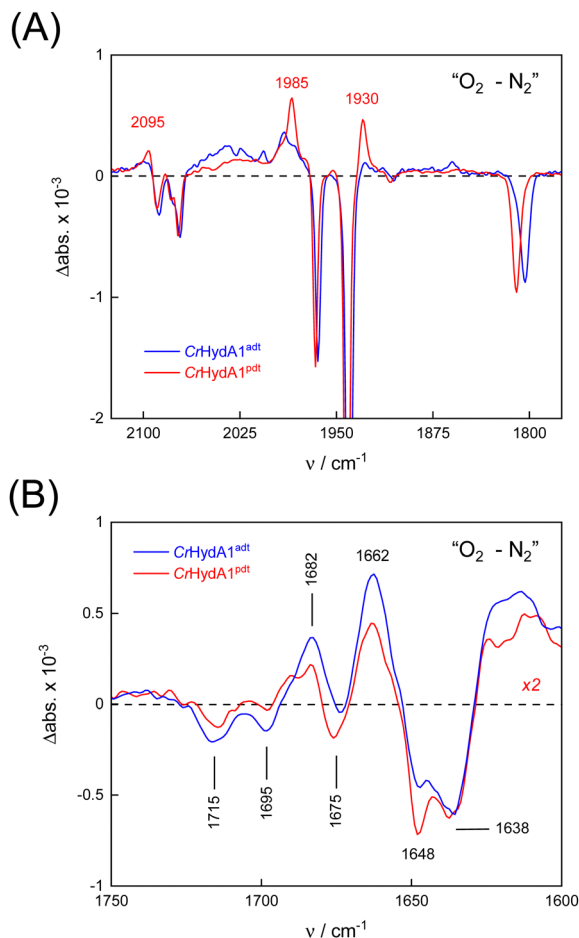 (A)
"O2 - N2"
1985
1930
2095
1
0
-1
-2
Δabs. x 10-3
CrHydA1adt
CrHydA1pdt
2100 2025 1950 1875 1800
ν / cm-1
(B)
CrHydA1adt
CrHydA1pdt
"O2 - N2"
1682
1662
1
0.5
0
-0.5
-1
Δabs. x 10-3
x2
1715
1695
1675
1648
1638
1750 1700 1650 1600
ν / cm-1